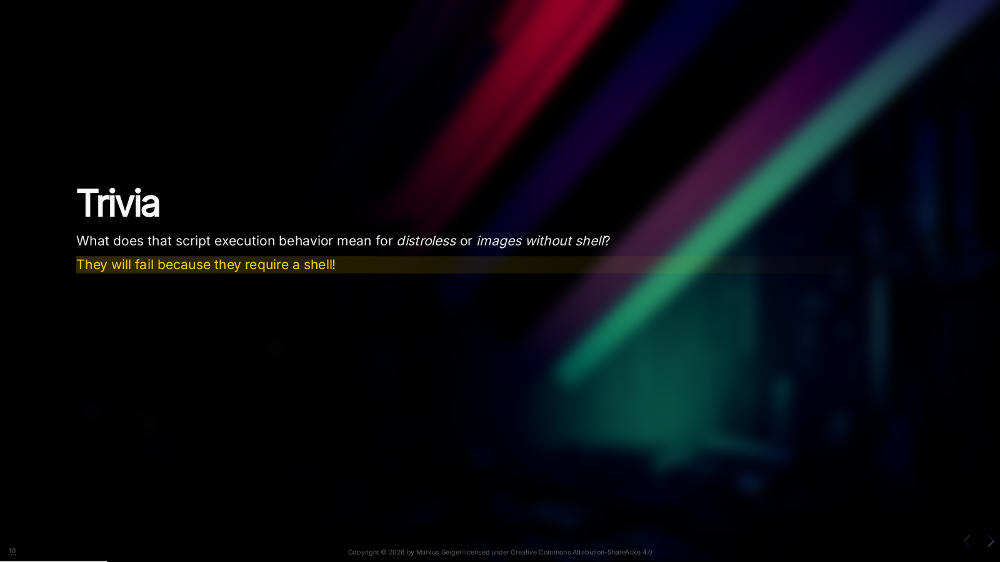 Trivia
What does that script execution behavior mean for distroless or images without shell?
They will fail because they require a shell!
10
Copyright © 2026 by Markus Geiger licensed under Creative Commons Attribution-ShareAlike 4.0